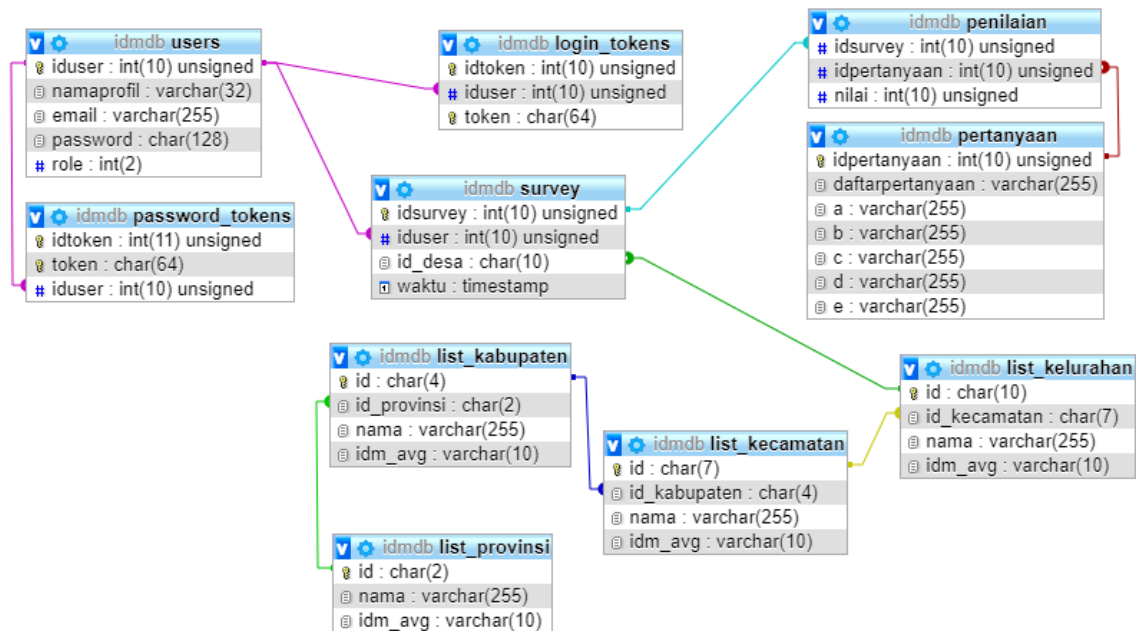 idmdb users
iduser : int(10) unsigned
namaprofil : varchar(32)
email : varchar(255)
password : char(128)
# role : int(2)
idmdb password_tokens
idtoken : int(11) unsigned
token : char(64)
# iduser : int(10) unsigned
idmdb login_tokens
idtoken : int(10) unsigned
# iduser : int(10) unsigned
token : char(64)
idmdb survey
idsurvey : int(10) unsigned
# iduser : int(10) unsigned
id_desa : char(10)
waktu : timestamp
idmdb penilaian
# idsurvey : int(10) unsigned
# idpertanyaan : int(10) unsigned
# nilai : int(10) unsigned
idmdb pertanyaan
idpertanyaan : int(10) unsigned
daftarpertanyaan : varchar(255)
a : varchar(255)
b : varchar(255)
c : varchar(255)
d : varchar(255)
e : varchar(255)
idmdb list_kabupaten
id : char(4)
id_provinsi : char(2)
nama : varchar(255)
idm_avg : varchar(10)
idmdb list_kecamatan
id : char(7)
id_kabupaten : char(4)
nama : varchar(255)
idm_avg : varchar(10)
idmdb list_kelurahan
id : char(10)
id_kecamatan : char(7)
nama : varchar(255)
idm_avg : varchar(10)
idmdb list_provinsi
id : char(2)
nama : varchar(255)
idm_avg : varchar(10)